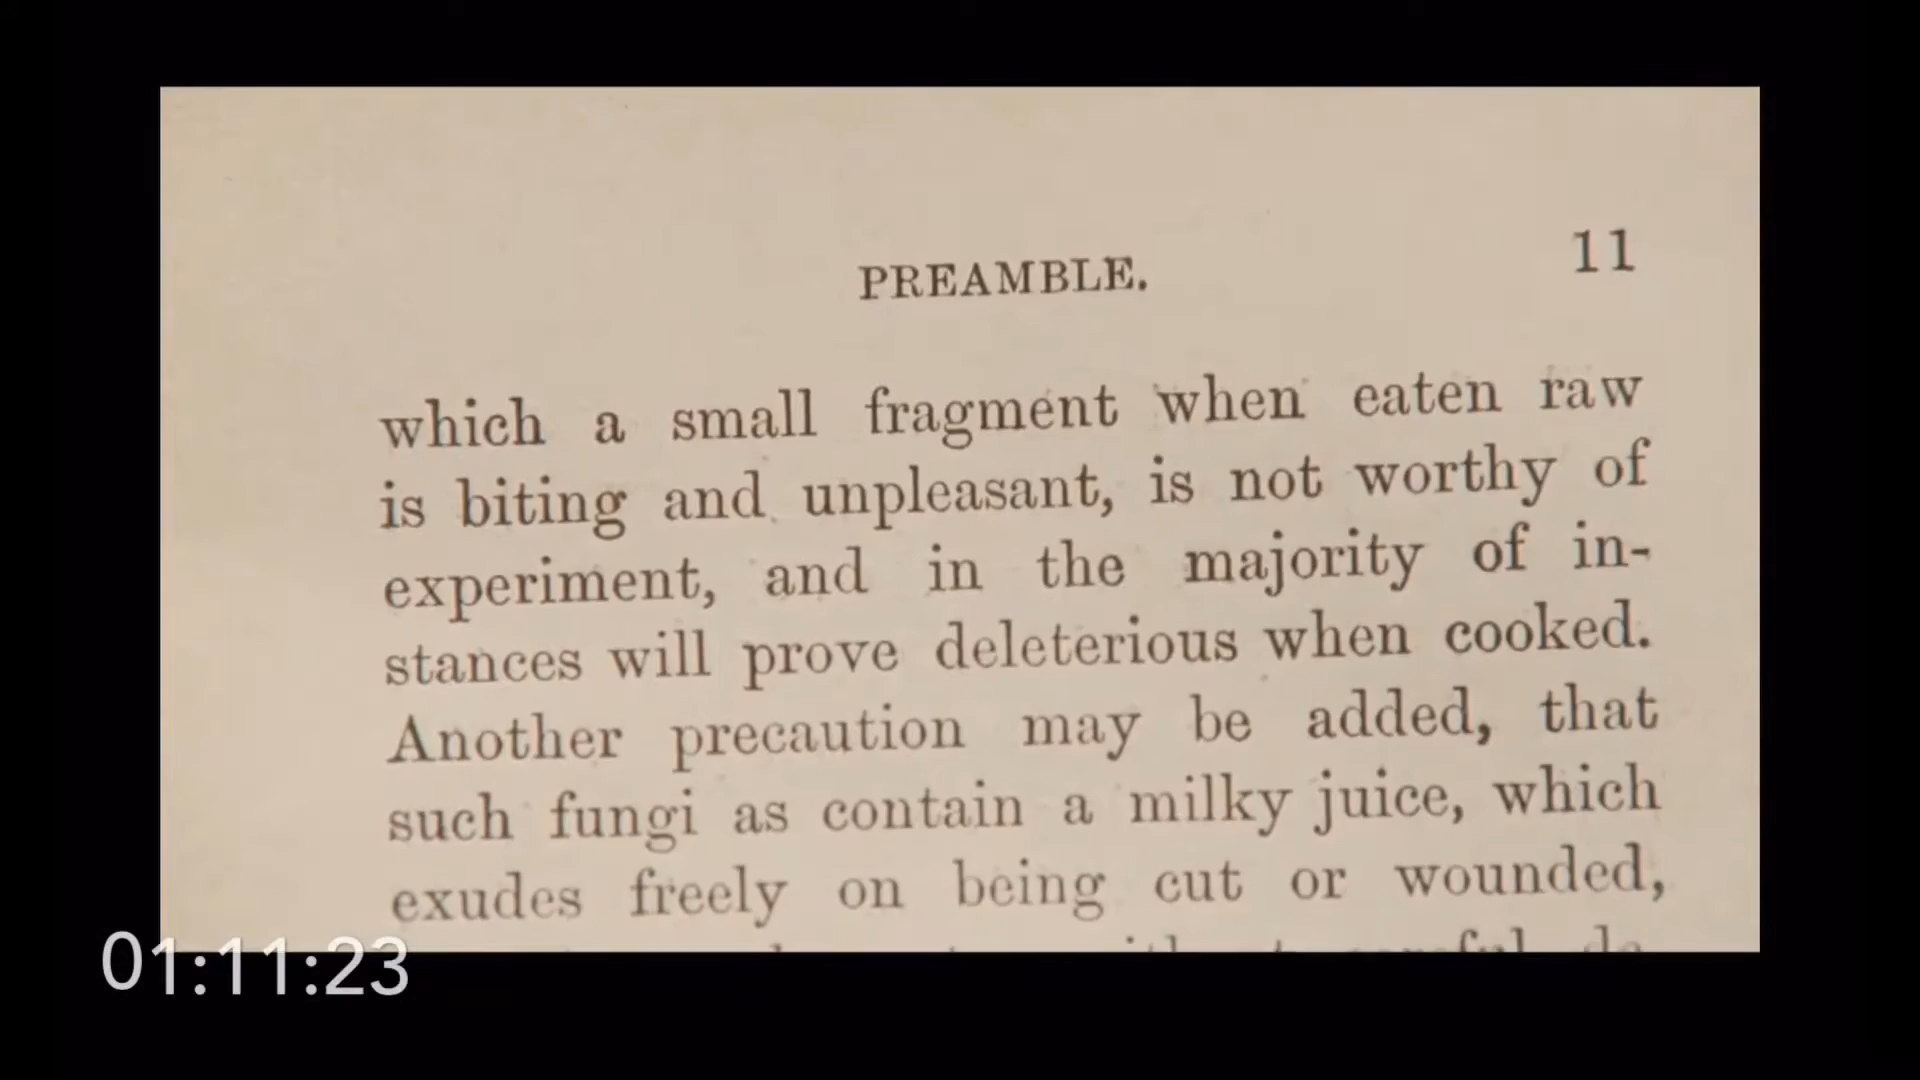 PREAMBLE. 11
which a small fragment when eaten raw
is biting and unpleasant, is not worthy of
experiment, and in the majority of in-
stances will prove deleterious when cooked.
Another precaution may be added, that
such fungi as contain a milky juice, which
exudes freely on being cut or wounded,
01:11:23